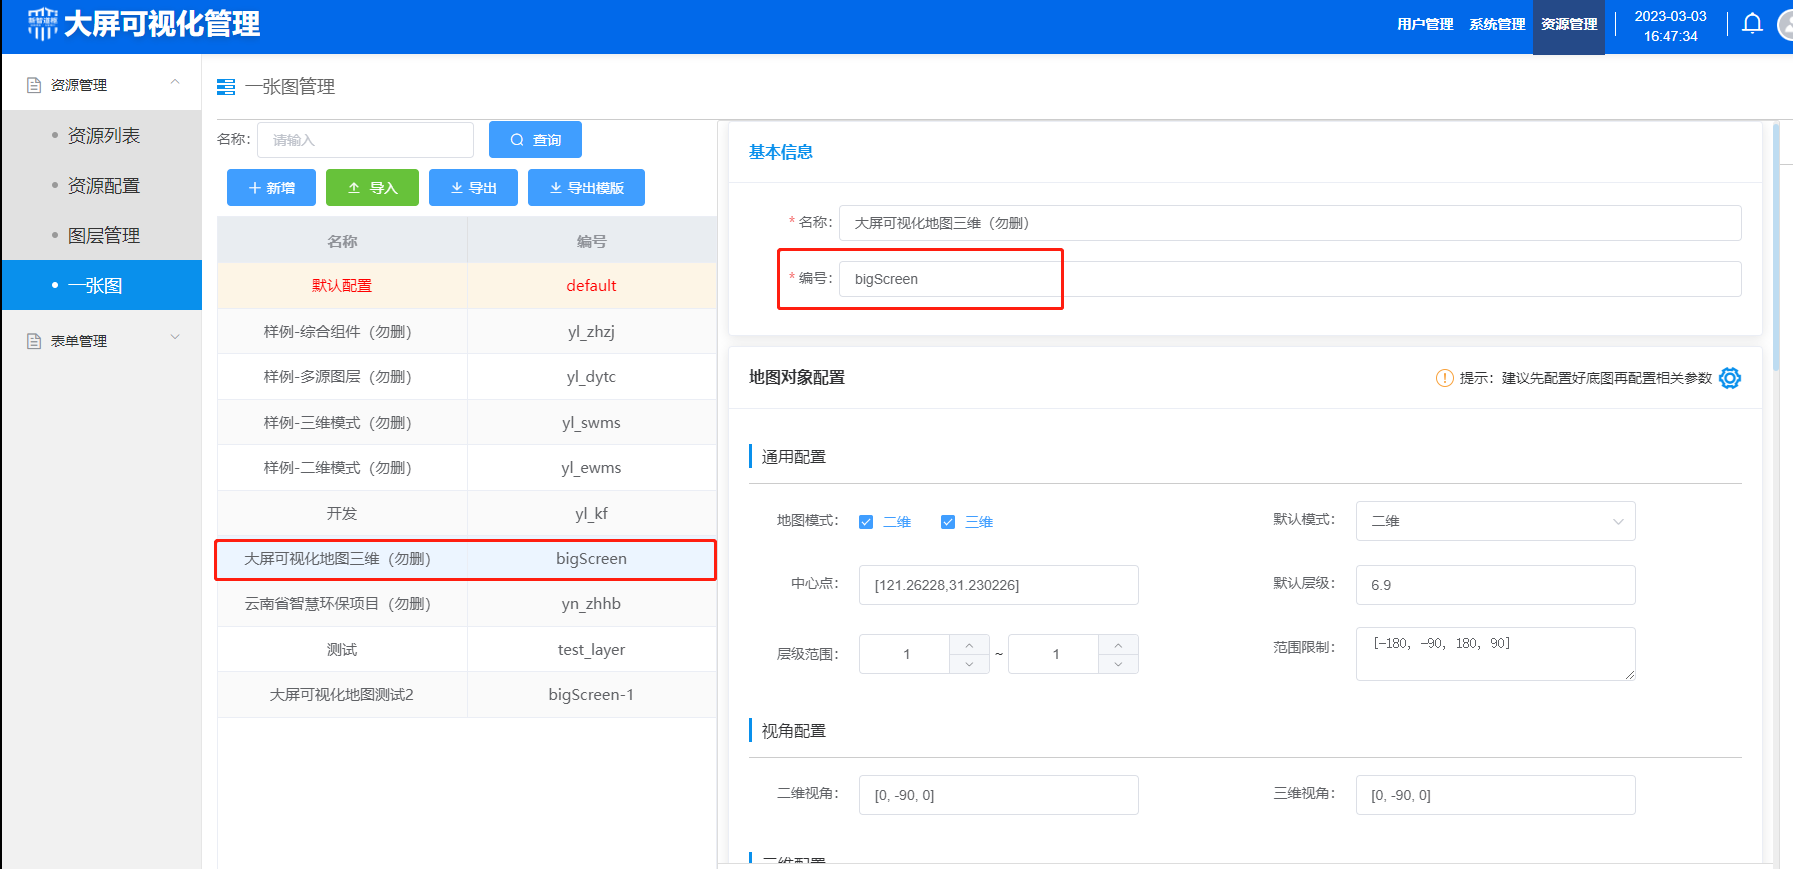 大屏可视化管理
用户管理 系统管理 资源管理 2023-03-03 16:47:34
资源管理
资源列表
资源配置
图层管理
一张图
表单管理
一张图管理
名称： 请输入 查询
新增 导入 导出 导出模版
名称 编号
默认配置 default
样例-综合组件（勿删） yl_zhzj
样例-多源图层（勿删） yl_dytc
样例-三维模式（勿删） yl_swms
样例-二维模式（勿删） yl_ewms
开发 yl_kf
大屏可视化地图三维（勿删） bigScreen
云南省智慧环保项目（勿删） yn_zhhb
测试 test_layer
大屏可视化地图测试2 bigScreen-1
基本信息
* 名称： 大屏可视化地图三维（勿删）
* 编号： bigScreen
地图对象配置
提示：建议先配置好底图再配置相关参数
通用配置
地图模式： 二维 三维 默认模式： 二维
中心点： [121.26228,31.230226] 默认层级： 6.9
层级范围： 1 ~ 1 范围限制： [-180, -90, 180, 90]
视角配置
二维视角： [0, -90, 0] 三维视角： [0, -90, 0]
三维配置